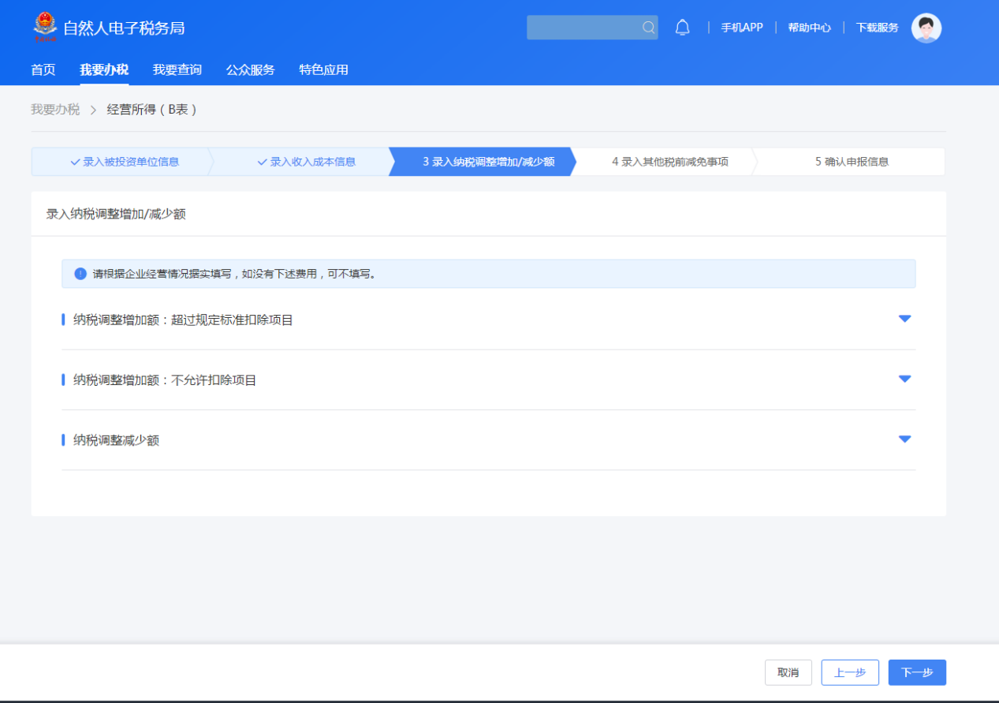 自然人电子税务局
手机APP
帮助中心
下载服务
首页
我要办税
我要查询
公众服务
特色应用
我要办税 > 经营所得（B表）
录入被投资单位信息
录入收入成本信息
3 录入纳税调整增加/减少额
4 录入其他税前减免事项
5 确认申报信息
录入纳税调整增加/减少额
请根据企业经营情况据实填写，如没有下述费用，可不填写。
纳税调整增加额：超过规定标准扣除项目
纳税调整增加额：不允许扣除项目
纳税调整减少额
取消
上一步
下一步